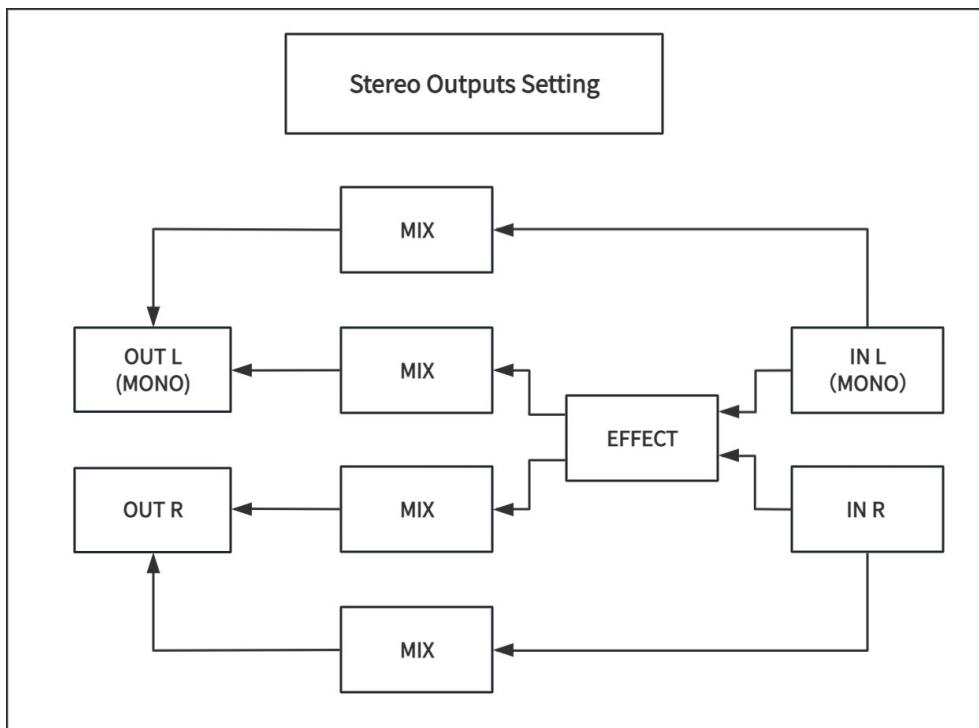 Stereo Outputs Setting
MIX
OUT L
(MONO)
MIX
IN L
（MONO）
EFFECT
OUT R
MIX
IN R
MIX